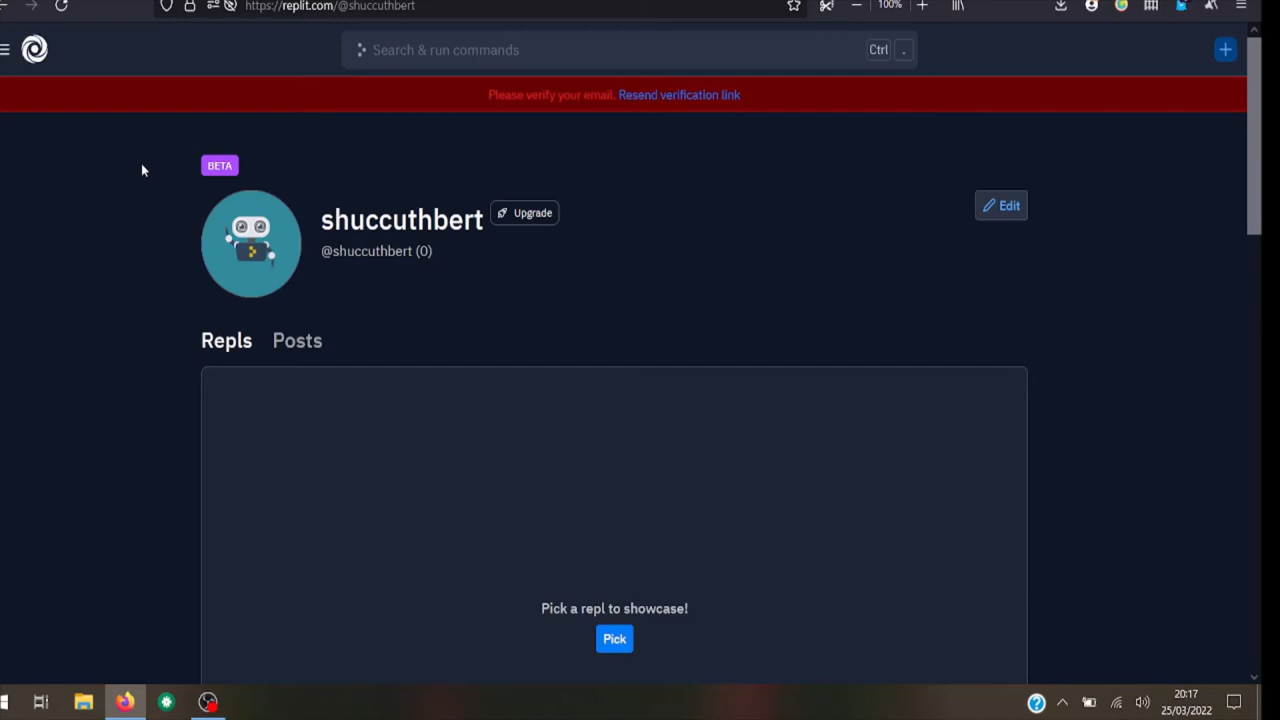 https://replit.com/@shuccuthbert
100%
Search & run commands
Ctrl .
Please verify your email. Resend verification link
BETA
shuccuthbert
Upgrade
Edit
@shuccuthbert (0)
Repls Posts
Pick a repl to showcase!
Pick
20:17
25/03/2022